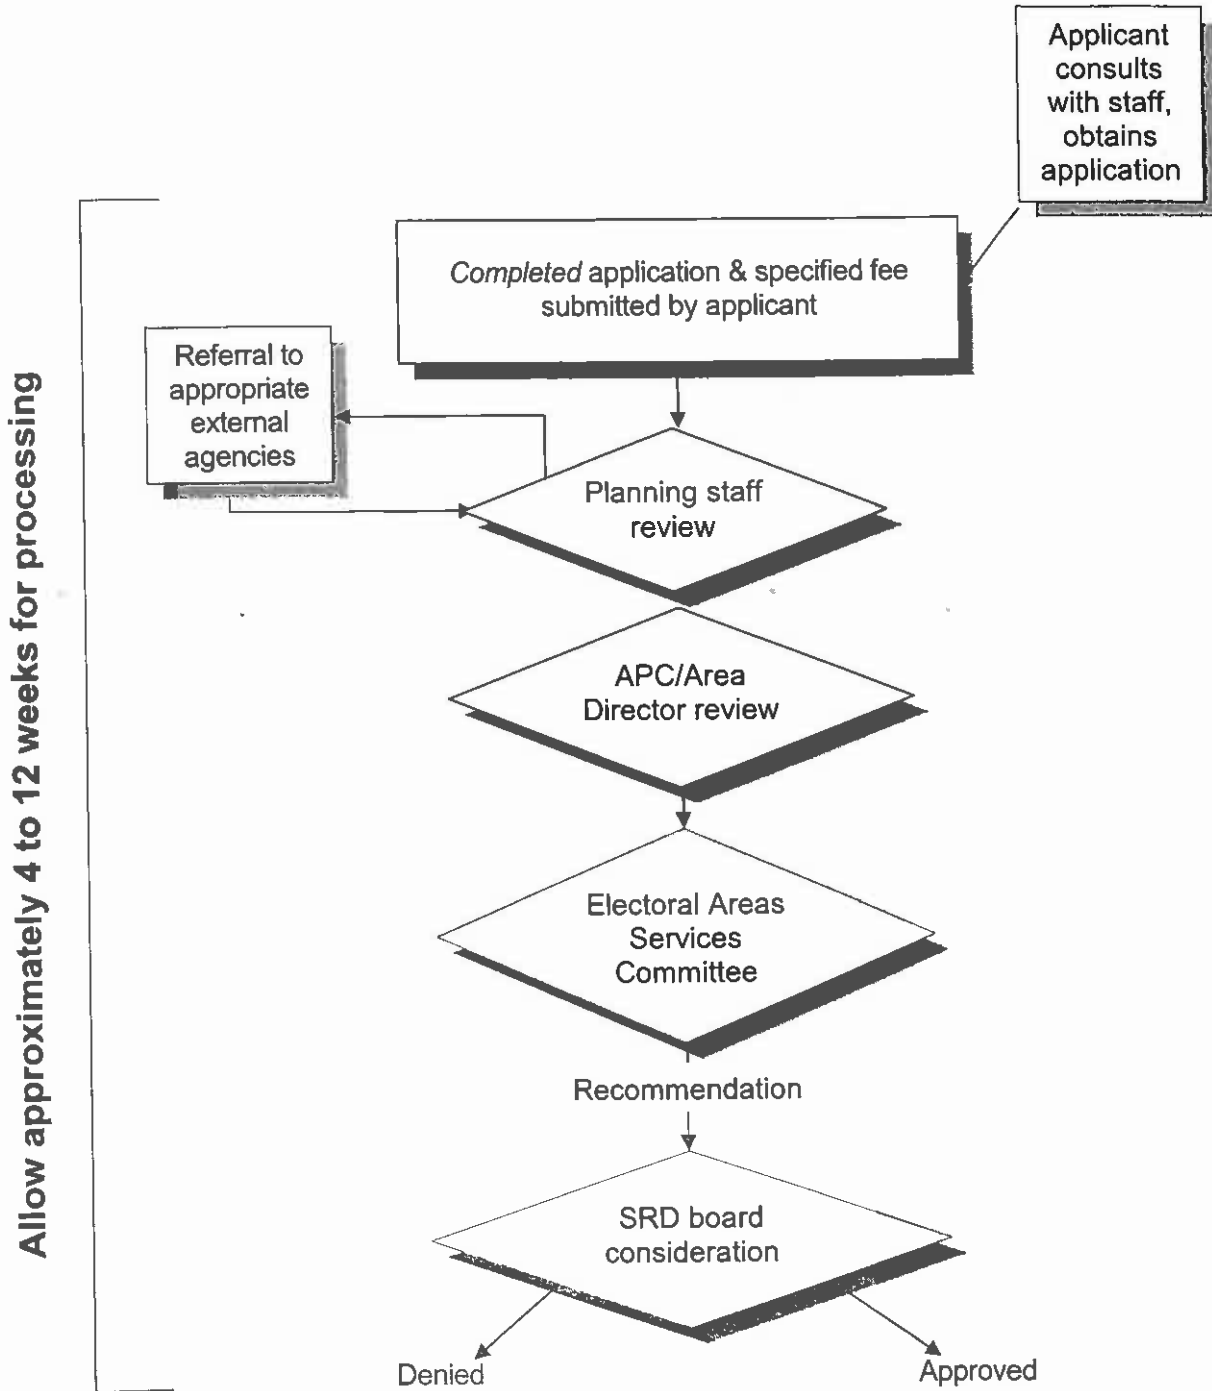 Applicant
consults
with staff,
obtains
application
Completed application & specified fee
submitted by applicant
Referral to
appropriate
external
agencies
Planning staff
review
APC/Area
Director review
Electoral Areas
Services
Committee
Recommendation
SRD board
consideration
Denied
Approved
Allow approximately 4 to 12 weeks for processing